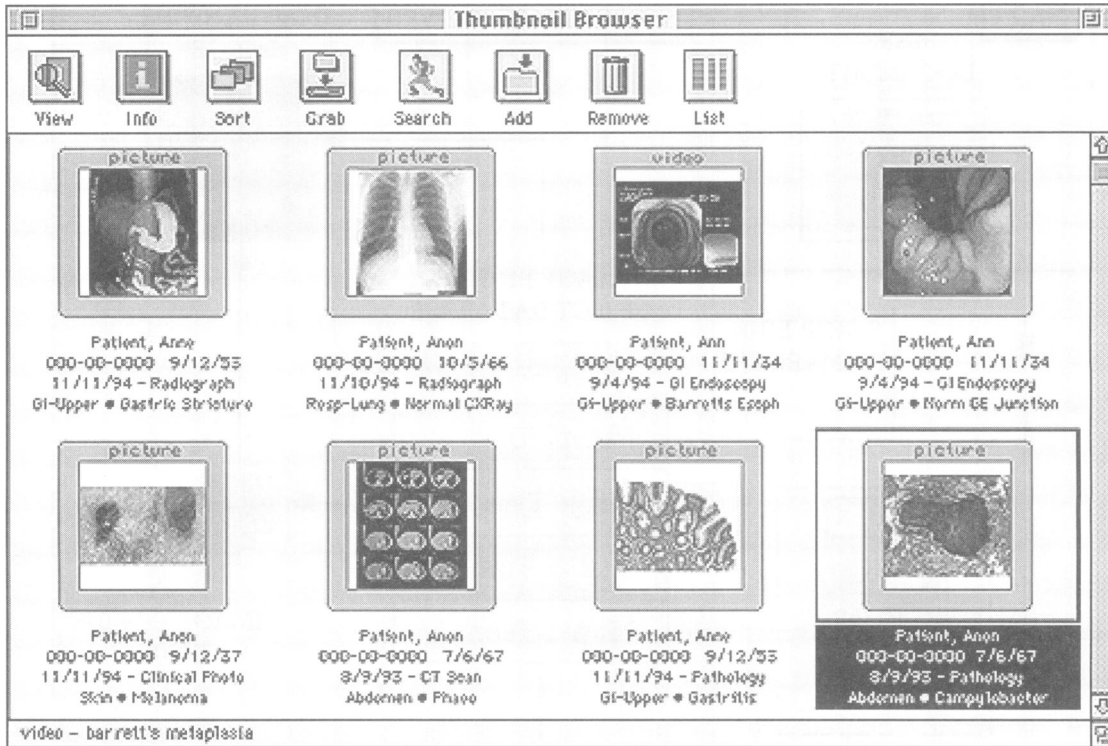 Thumbnail Browser
View Info Sort Grab Search Add Remove List
picture picture video picture
Patient, Anne Patient, Anon Patient, Ann Patient, Ann
000-00-0000 9/12/53 000-00-0000 10/5/66 000-00-0000 11/11/34 000-00-0000 11/11/34
11/11/94 - Radiograph 11/10/94 - Radiograph 9/4/94 - GI Endoscopy 9/4/94 - GI Endoscopy
GI-Upper • Gastric Stricture Resp-Lung • Normal CXRay GI-Upper • Barretts Esoph GI-Upper • Norm GE Junction
picture picture picture picture
Patient, Anon Patient, Anon Patient, Anne Patient, Anon
000-00-0000 9/12/37 000-00-0000 7/6/67 000-00-0000 9/12/53 000-00-0000 7/6/67
11/11/94 - Clinical Photo 8/9/93 - CT Scan 11/11/94 - Pathology 8/9/93 - Pathology
Skin • Melanoma Abdomen • Phaeo GI-Upper • Gastritis Abdomen • Campylobacter
video - barrett's metaplasia